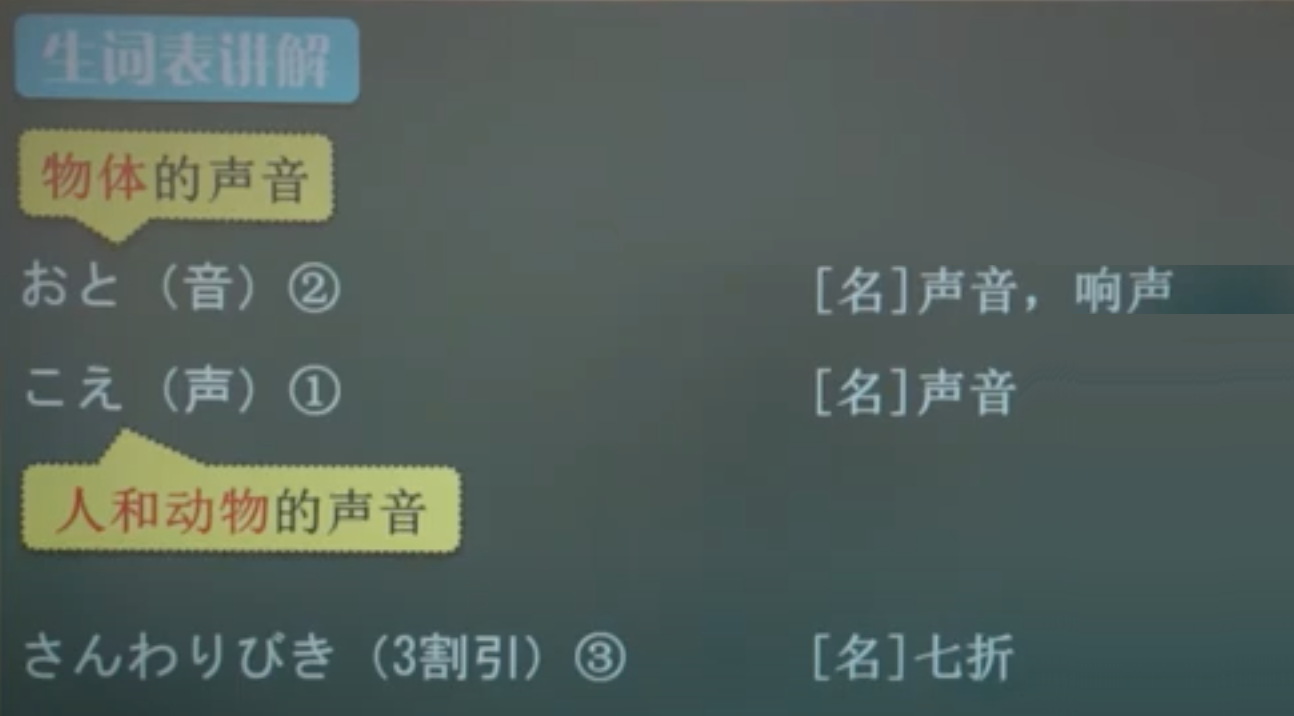 生词表讲解
物体的声音
おと（音）② [名]声音，响声
こえ（声）① [名]声音
人和动物的声音
さんわりびき（3割引）③ [名]七折